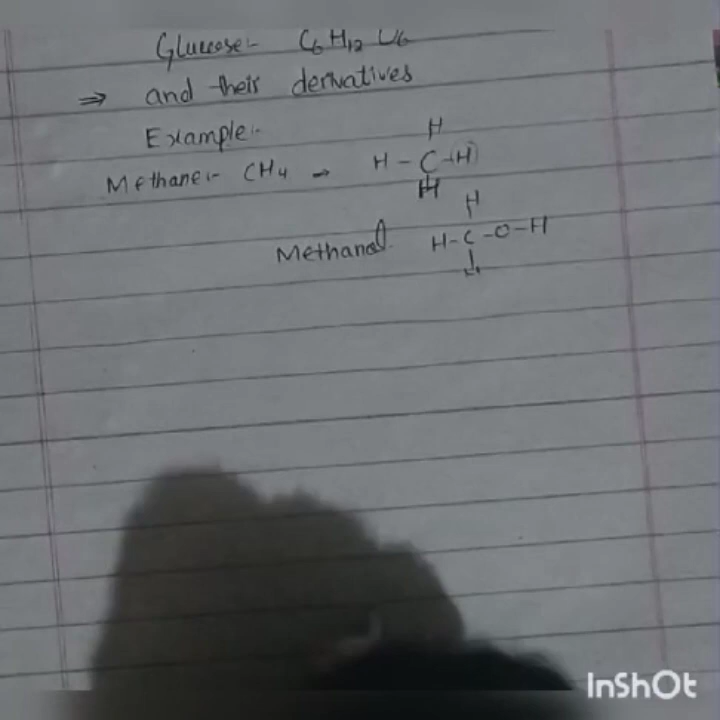 Glucose:- C6H12O6
⇒ and their derivatives
Example:-
H
Methane:- CH4 → H-C-H
H
H
Methanol H-C-O-H
InShOt